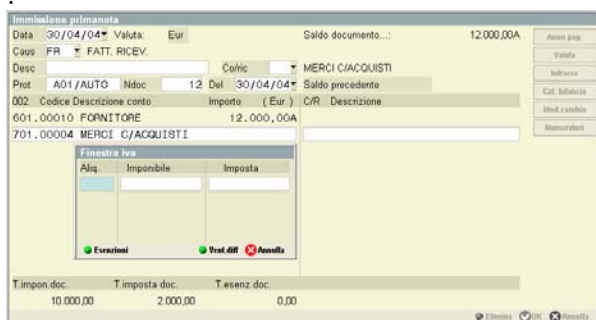 Immissione primanota
Data 30/04/04 Valuta: Eur Saldo documento...: 12.000,00A
Caus FR FATT. RICEV.
Desc Co/ric MERCI C/ACQUISTI
Prot A01/AUTO Ndoc 12 Del 30/04/04 Saldo precedente
002 Codice Descrizione conto Importo (Eur) C/R Descrizione
601.00010 FORNITORE 12.000,00A
701.00004 MERCI C/ACQUISTI
Finestra iva
Aliq. Imponibile Imposta
Esenzioni Vent.diff Annulla
T.impon.doc. T.imposta doc. T.esenz.doc.
10.000,00 2.000,00 0,00
Elimina OK Annulla
Anno pag.
Valuta
Intracee
Cat. bilancio
Mod.cambio
Numeratori